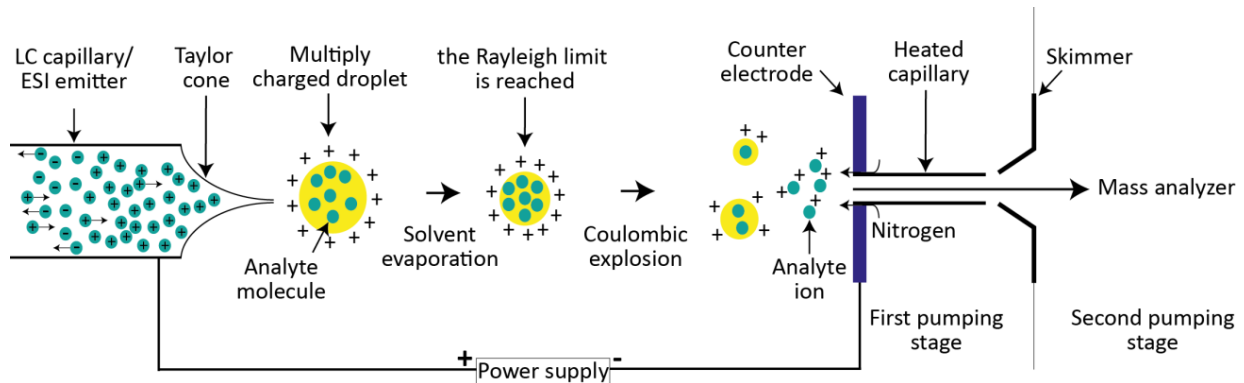 LC capillary/
ESI emitter
Taylor
cone
Multiply
charged droplet
the Rayleigh limit
is reached
Counter
electrode
Heated
capillary
Skimmer
Mass analyzer
Nitrogen
Solvent
evaporation
Coulombic
explosion
Analyte
molecule
Analyte
ion
First pumping
stage
Second pumping
stage
+ Power supply -